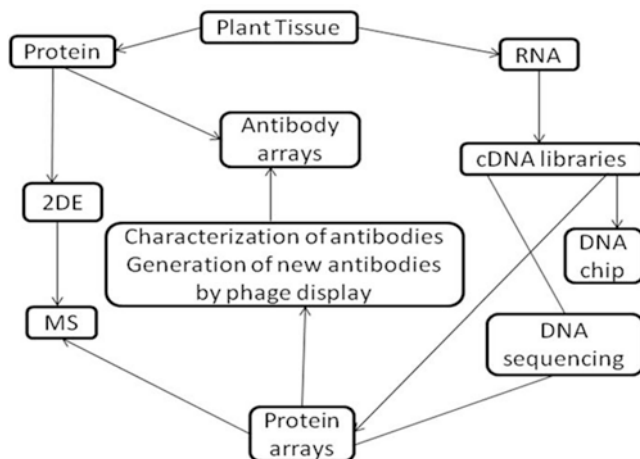 Plant Tissue
Protein
RNA
Antibody
arrays
cDNA libraries
2DE
Characterization of antibodies
Generation of new antibodies
by phage display
DNA
chip
MS
DNA
sequencing
Protein
arrays